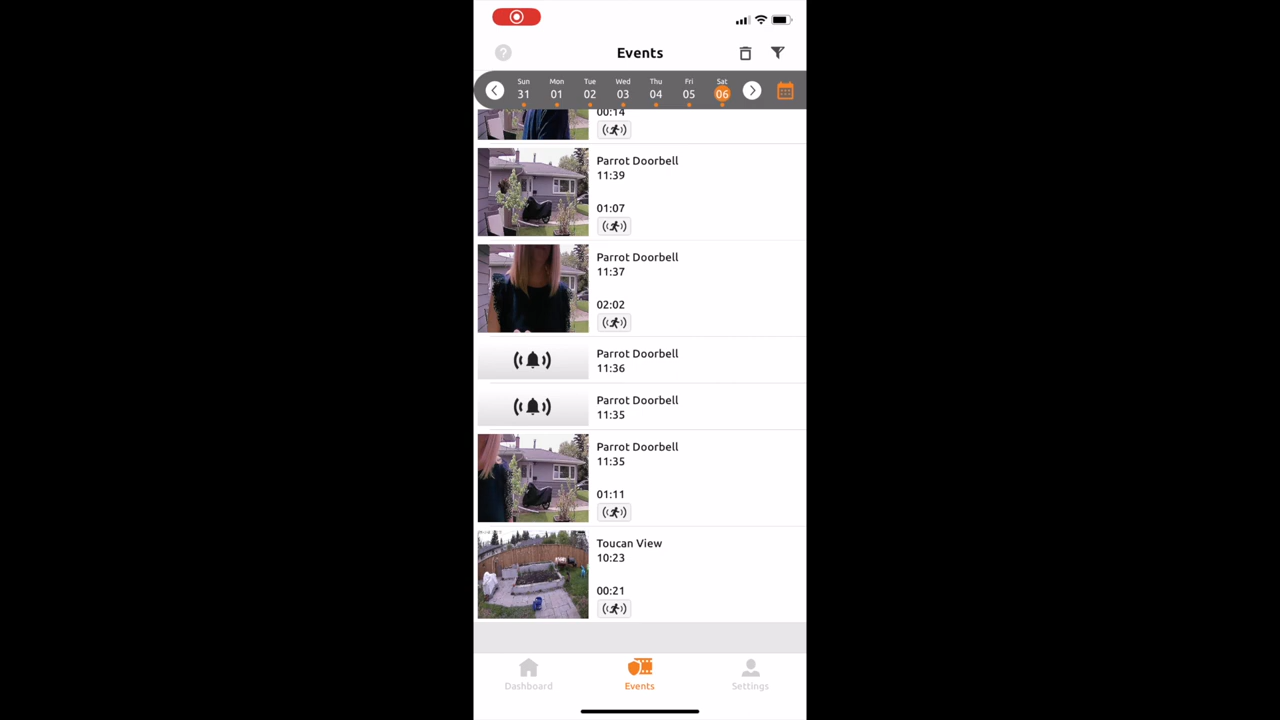 ?
Events
Sun Mon Tue Wed Thu Fri Sat
31 01 02 03 04 05 06
00:14
Parrot Doorbell
11:39
01:07
Parrot Doorbell
11:37
02:02
Parrot Doorbell
11:36
Parrot Doorbell
11:35
Parrot Doorbell
11:35
01:11
Toucan View
10:23
00:21
Dashboard Events Settings